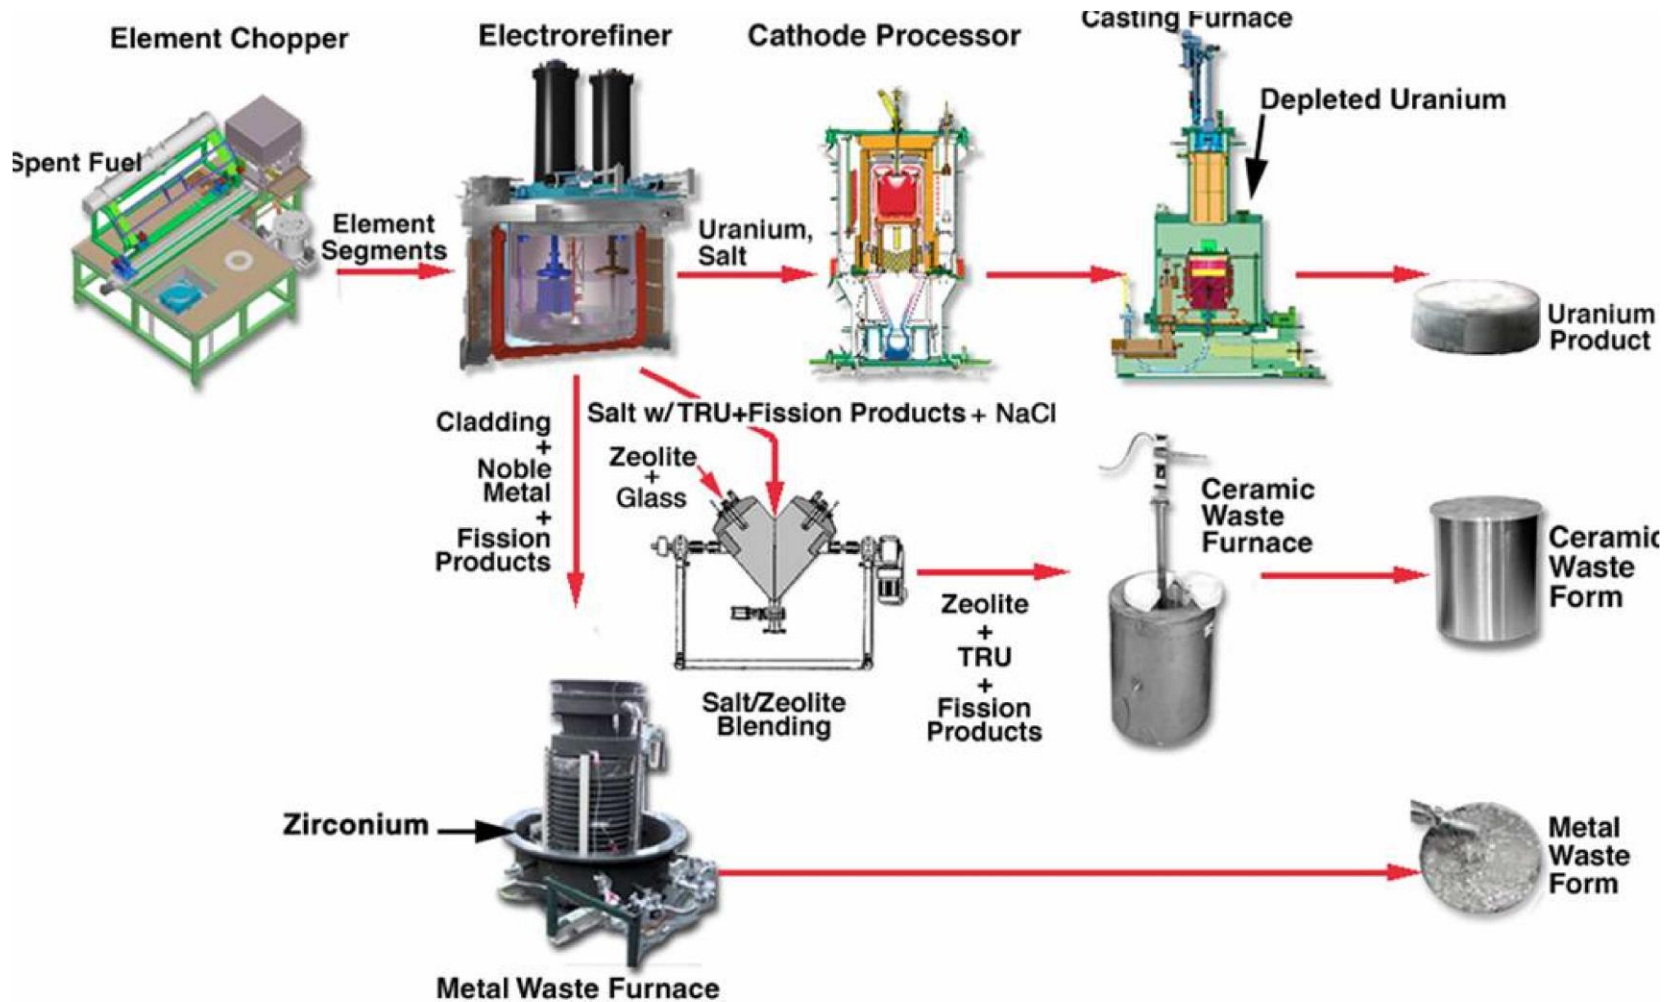 Element Chopper
Electrorefiner
Cathode Processor
Casting Furnace
Depleted Uranium
Spent Fuel
Element
Segments
Uranium,
Salt
Uranium
Product
Cladding
+
Noble
Metal
+
Fission
Products
Salt w/TRU+Fission Products + NaCl
Zeolite
+
Glass
Salt/Zeolite
Blending
Zeolite
+
TRU
+
Fission
Products
Ceramic
Waste
Furnace
Ceramic
Waste
Form
Zirconium
Metal
Waste
Form
Metal Waste Furnace